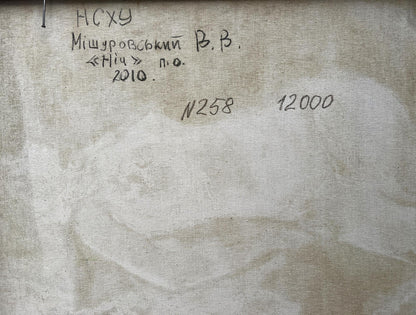 НСХУ
Мішуровський В.В.
«Ніч» п.о.
2010.
N258 12000